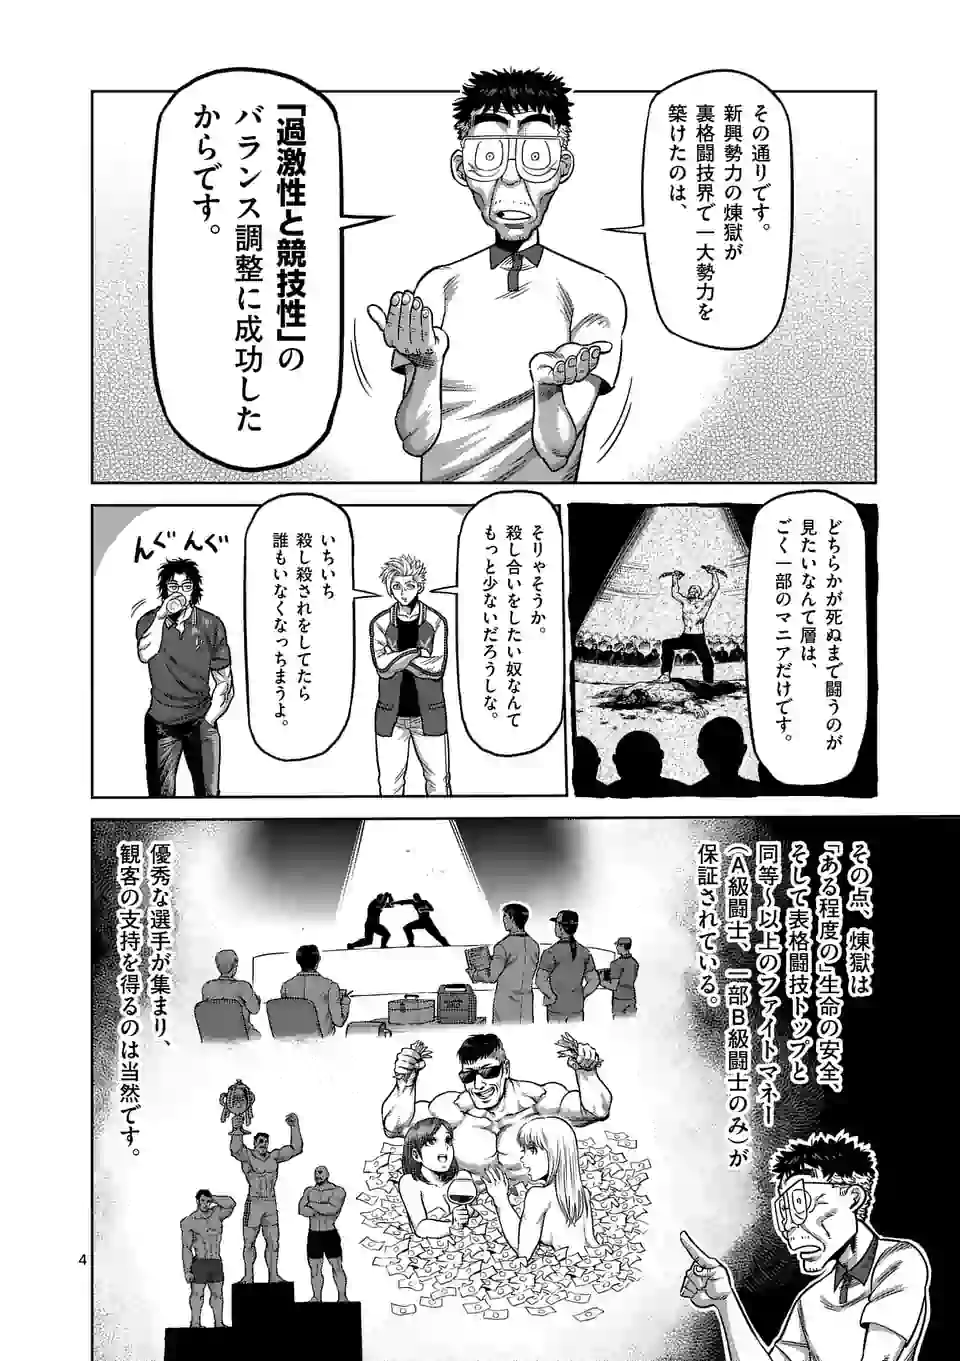 その通りです。
新興勢力の煉獄が
裏格闘技界で一大勢力を
築けたのは、
「過激性と競技性」の
バランス調整に成功した
からです。
どちらかが死ぬまで闘うのが
見たいなんて層は、
ごく一部のマニアだけです。
そりゃそうか。
殺し合いをしたい奴なんて
もっと少ないだろうしな。
いちいち
殺し殺されをしてたら
誰もいなくなっちまうよ。
んぐんぐ
その点、煉獄は
「ある程度の」生命の安全、
そして表格闘技トップと
同等〜以上のファイトマネー
(A級闘士、一部B級闘士のみ)が
保証されている。
優秀な選手が集まり、
観客の支持を得るのは当然です。
4